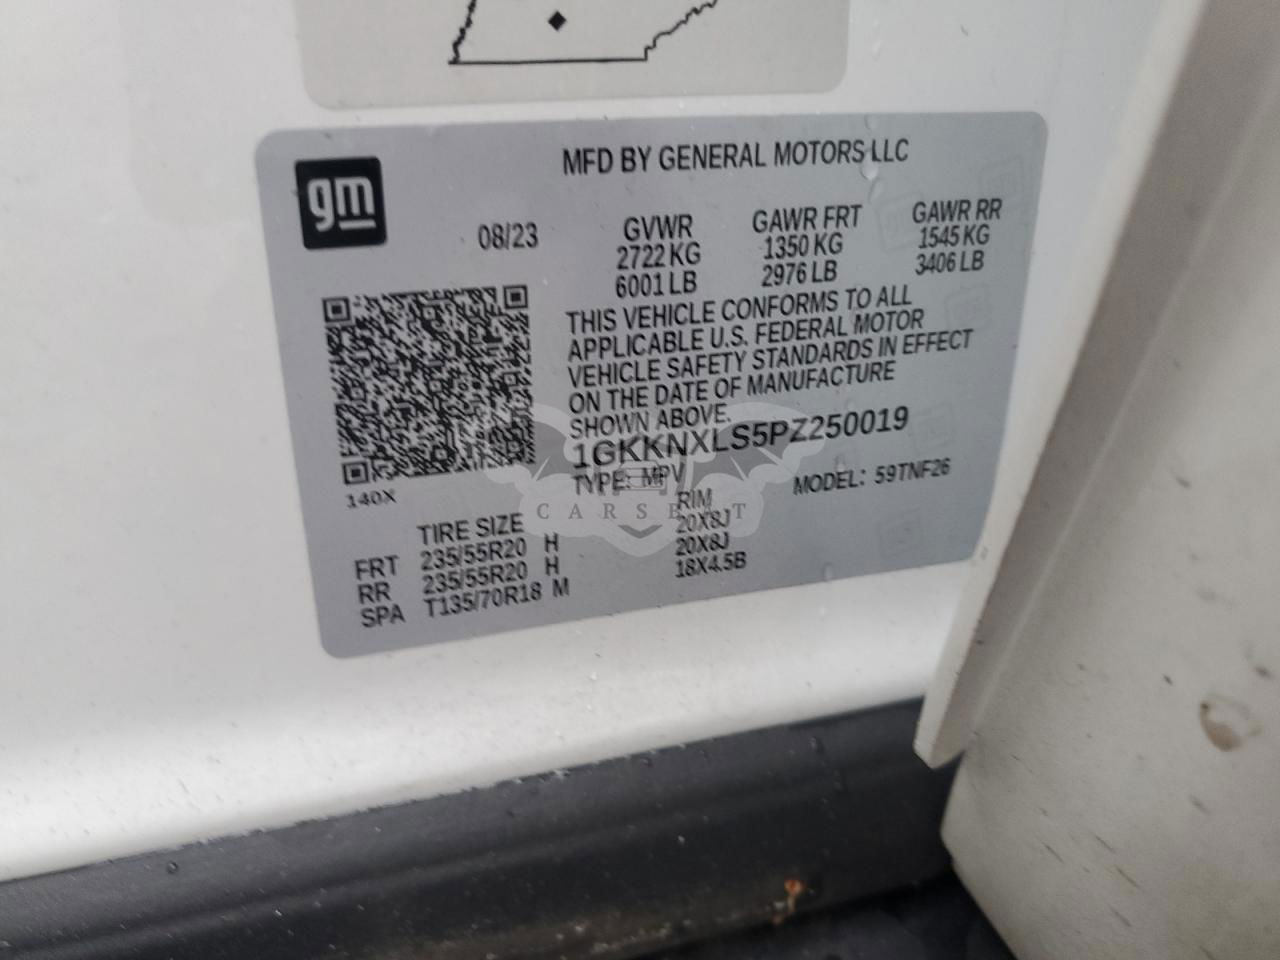 MFD BY GENERAL MOTORS LLC
gm
08/23
GVWR GAWR FRT GAWR RR
2722 KG 1350 KG 1545 KG
6001 LB 2976 LB 3406 LB
THIS VEHICLE CONFORMS TO ALL
APPLICABLE U.S. FEDERAL MOTOR
VEHICLE SAFETY STANDARDS IN EFFECT
ON THE DATE OF MANUFACTURE
SHOWN ABOVE.
1GKKNXLS5PZ250019
TYPE: MPV MODEL: 59TNF26
140X
TIRE SIZE RIM
FRT 235/55R20 H 20X8J
RR 235/55R20 H 20X8J
SPA T135/70R18 M 18X4.5B
CARSBAT